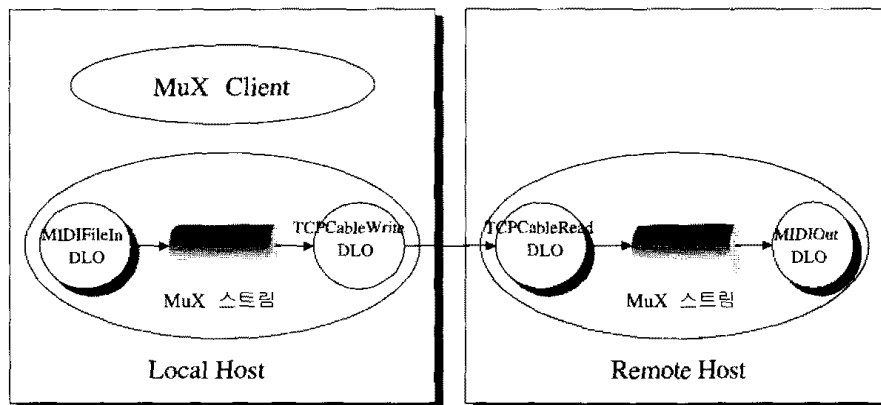 MuX Client
MIDIFileIn
DLO
TCPCableWrite
DLO
MuX 스트림
Local Host
TCPCableRead
DLO
MIDIOut
DLO
MuX 스트림
Remote Host